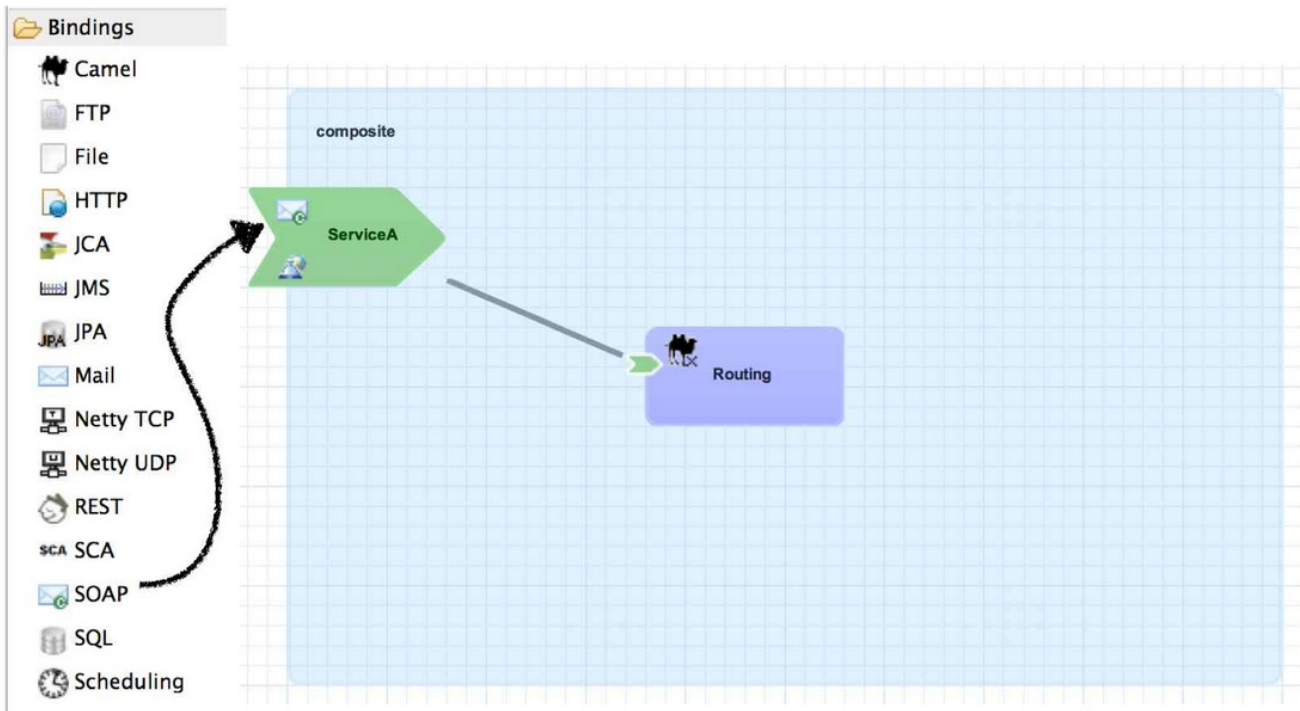 Bindings
Camel
FTP
File
HTTP
JCA
JMS
JPA
JPA
Mail
Netty TCP
Netty UDP
REST
SCA SCA
SOAP
SQL
Scheduling
composite
ServiceA
Routing